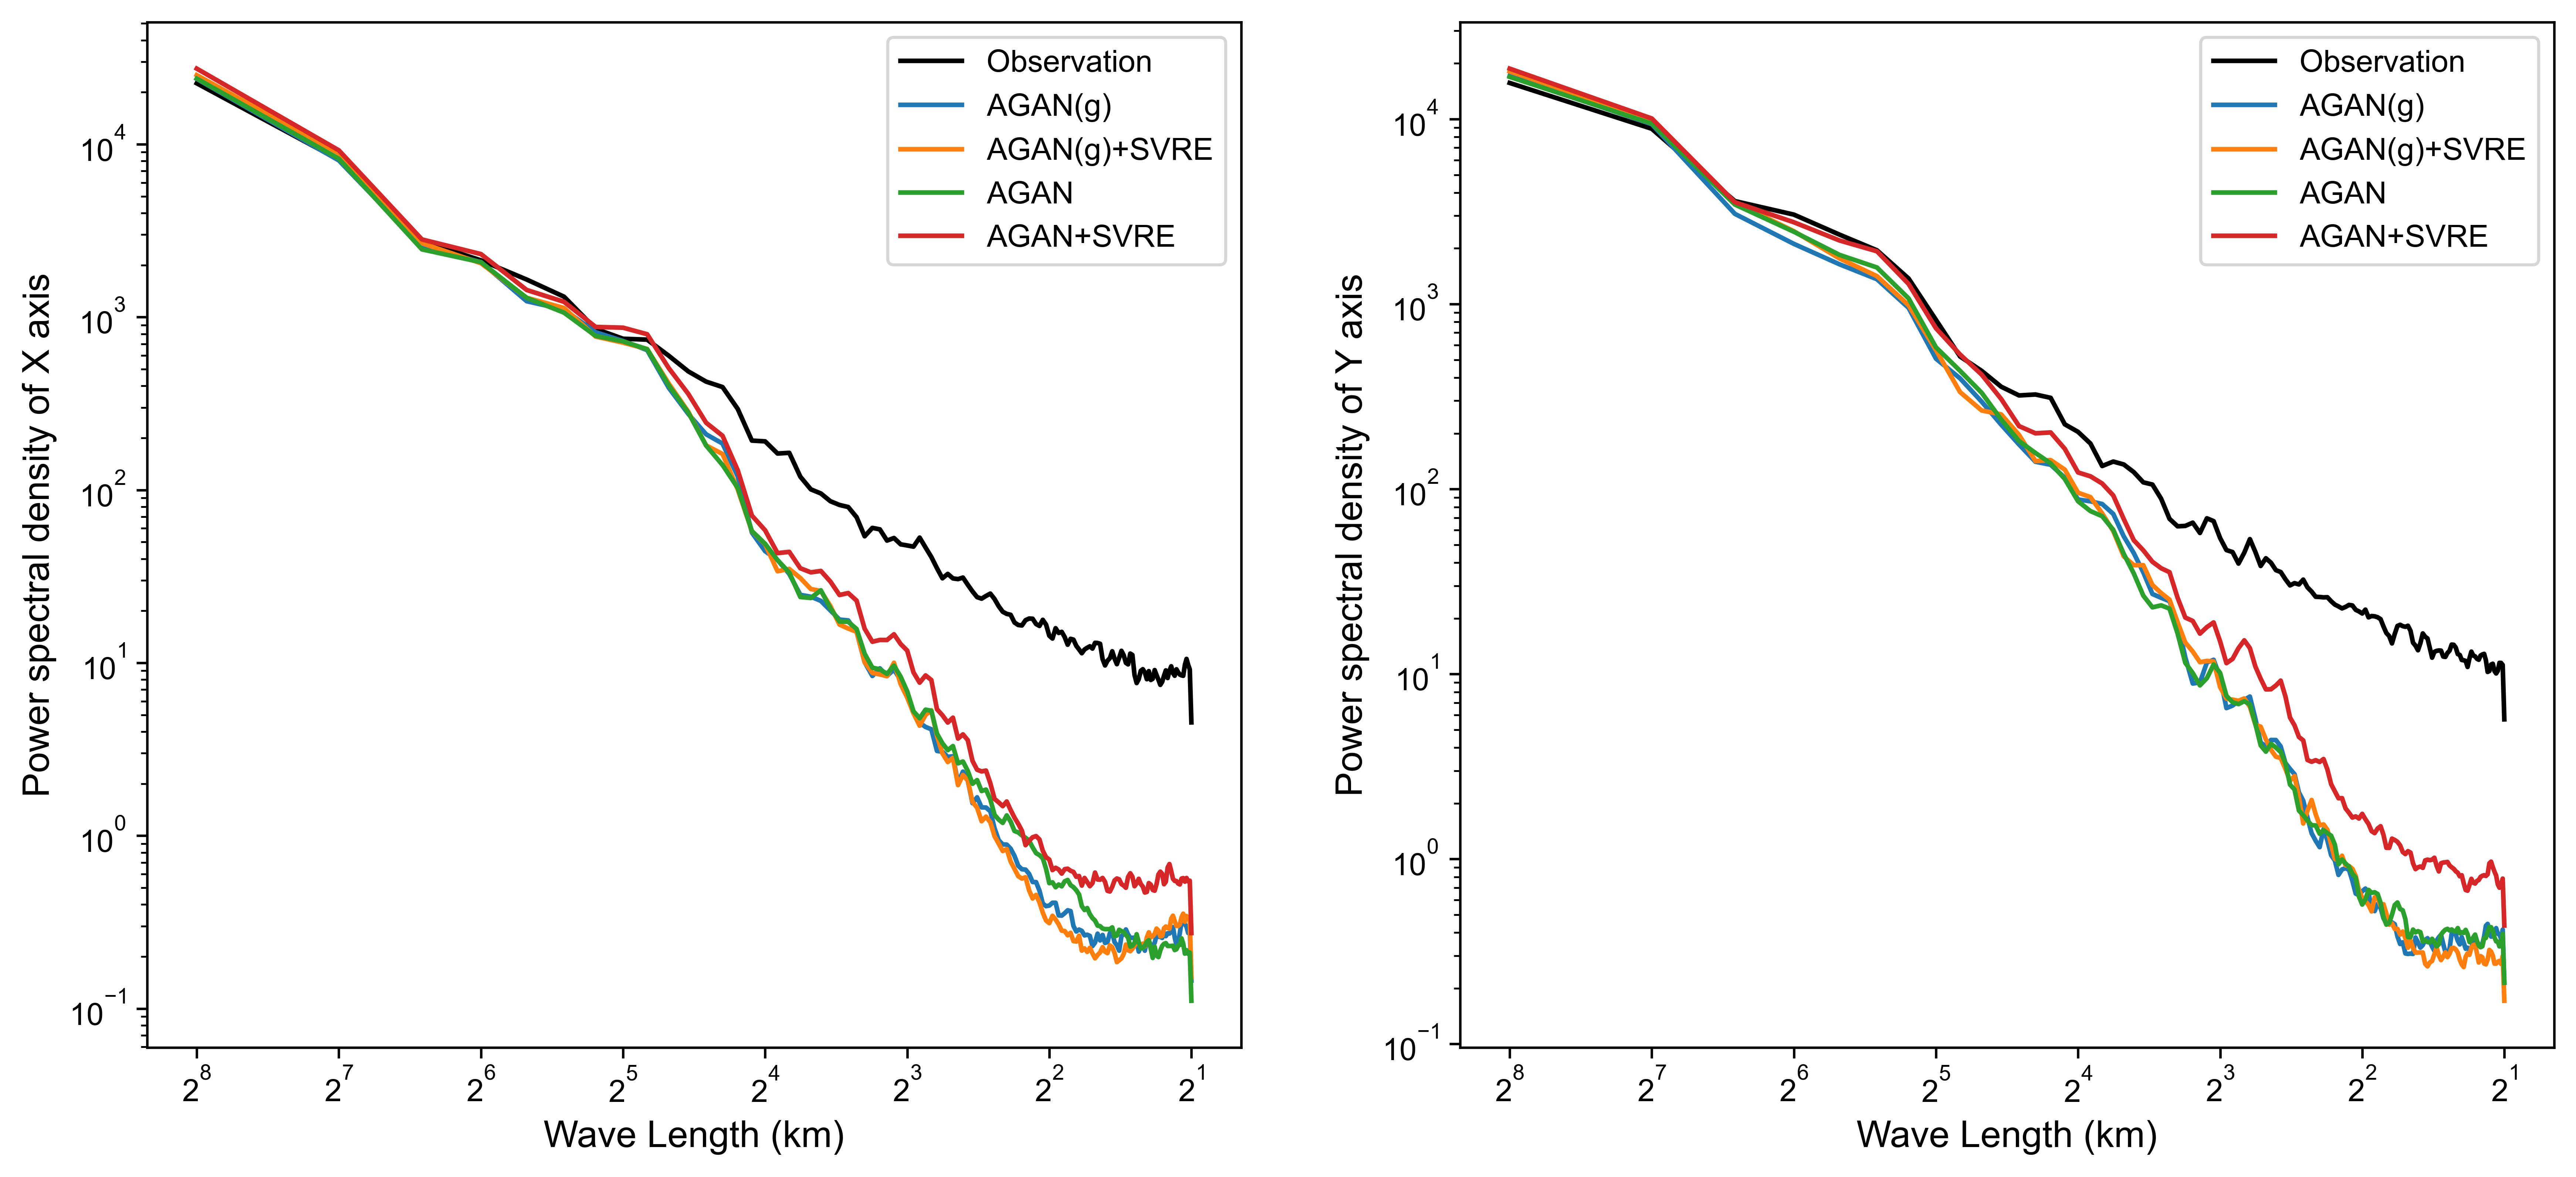 Power spectral density of X axis
10^4
10^3
10^2
10^1
10^0
10^−1
Observation
AGAN(g)
AGAN(g)+SVRE
AGAN
AGAN+SVRE
2^8 2^7 2^6 2^5 2^4 2^3 2^2 2^1
Wave Length (km)
Power spectral density of Y axis
10^4
10^3
10^2
10^1
10^0
10^−1
Observation
AGAN(g)
AGAN(g)+SVRE
AGAN
AGAN+SVRE
2^8 2^7 2^6 2^5 2^4 2^3 2^2 2^1
Wave Length (km)